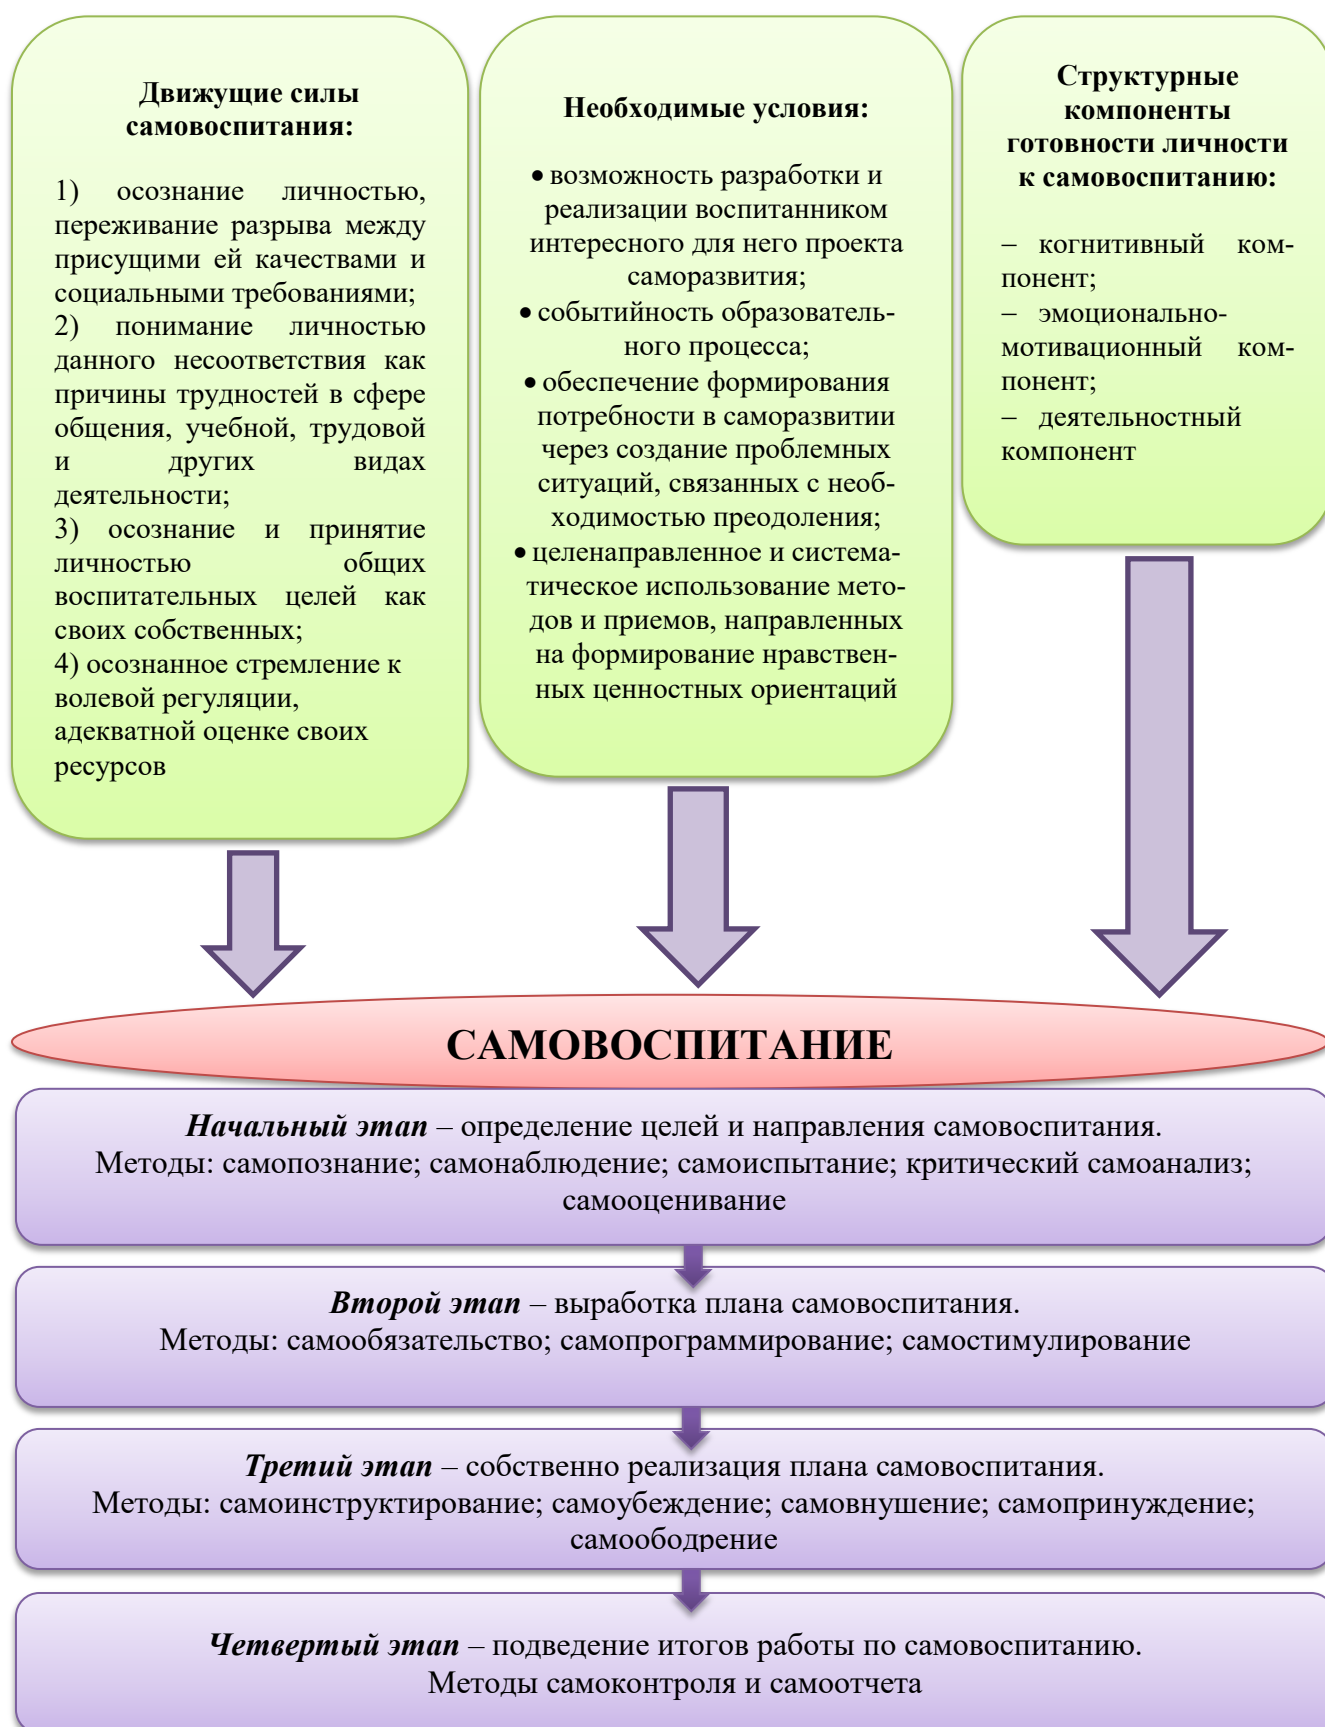 Движущие силы
самовоспитания:
1) осознание личностью,
переживание разрыва между
присущими ей качествами и
социальными требованиями;
2) понимание личностью
данного несоответствия как
причины трудностей в сфере
общения, учебной, трудовой
и других видах
деятельности;
3) осознание и принятие
личностью общих
воспитательных целей как
своих собственных;
4) осознанное стремление к
волевой регуляции,
адекватной оценке своих
ресурсов
Необходимые условия:
• возможность разработки и
реализации воспитанником
интересного для него проекта
саморазвития;
• событийность образователь-
ного процесса;
• обеспечение формирования
потребности в саморазвитии
через создание проблемных
ситуаций, связанных с необ-
ходимостью преодоления;
• целенаправленное и система-
тическое использование мето-
дов и приемов, направленных
на формирование нравствен-
ных ценностных ориентаций
Структурные
компоненты
готовности личности
к самовоспитанию:
– когнитивный ком-
понент;
– эмоционально-
мотивационный ком-
понент;
– деятельностный
компонент
САМОВОСПИТАНИЕ
Начальный этап – определение целей и направления самовоспитания.
Методы: самопознание; самонаблюдение; самоиспытание; критический самоанализ;
самооценивание
Второй этап – выработка плана самовоспитания.
Методы: самообязательство; самопрограммирование; самостимулирование
Третий этап – собственно реализация плана самовоспитания.
Методы: самоинструктирование; самоубеждение; самовнушение; самопринуждение;
самоободрение
Четвертый этап – подведение итогов работы по самовоспитанию.
Методы самоконтроля и самоотчета